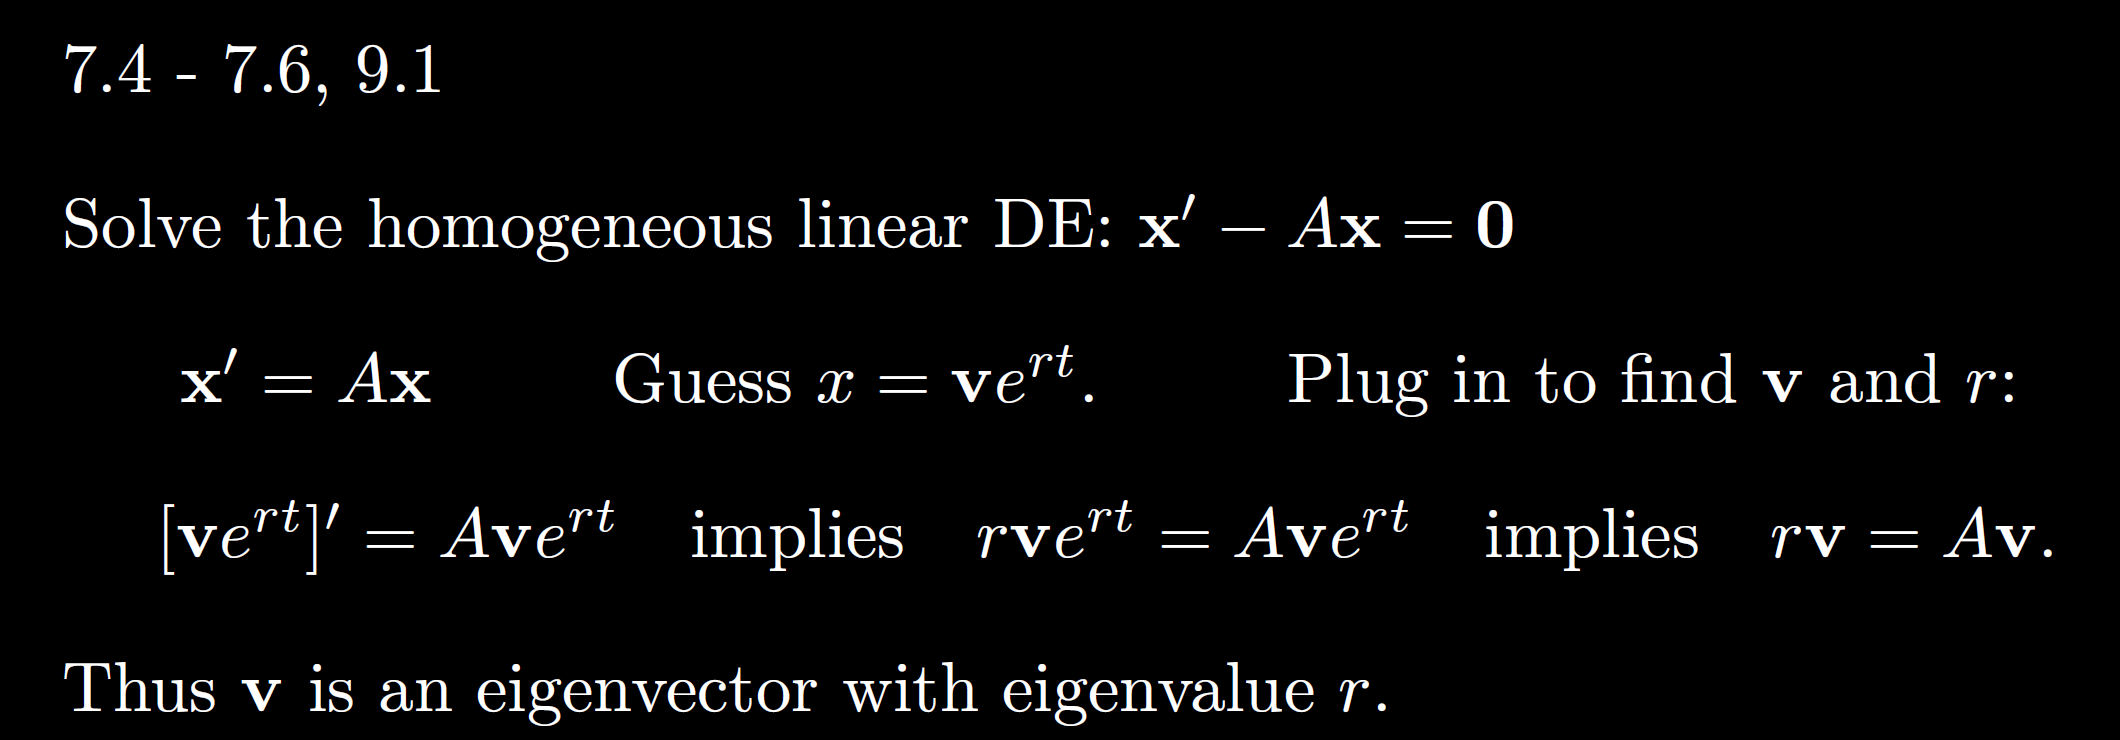 7.4 - 7.6, 9.1
Solve the homogeneous linear DE: 𝐱′ − A𝐱 = 𝟎
𝐱′ = A𝐱 Guess x = 𝐯e^{rt}. Plug in to find 𝐯 and r:
[𝐯e^{rt}]′ = A𝐯e^{rt} implies r𝐯e^{rt} = A𝐯e^{rt} implies r𝐯 = A𝐯.
Thus 𝐯 is an eigenvector with eigenvalue r.